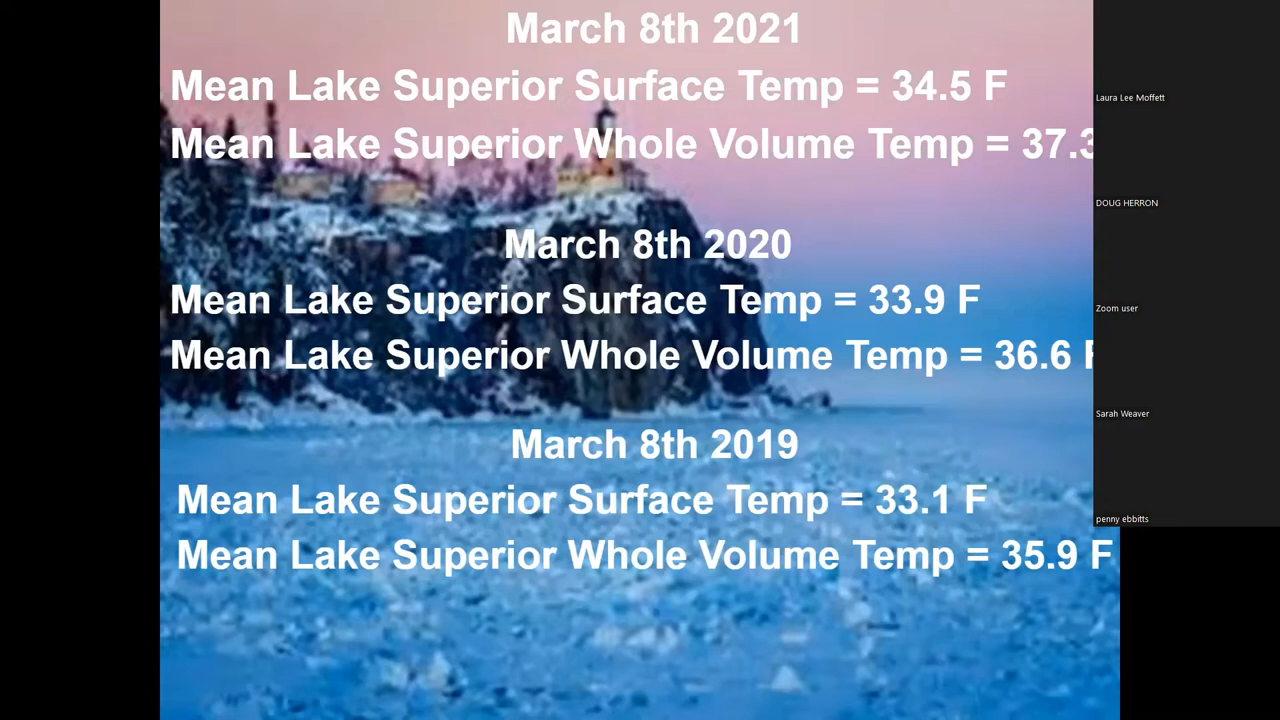 March 8th 2021
Mean Lake Superior Surface Temp = 34.5 F
Mean Lake Superior Whole Volume Temp = 37.3
March 8th 2020
Mean Lake Superior Surface Temp = 33.9 F
Mean Lake Superior Whole Volume Temp = 36.6 F
March 8th 2019
Mean Lake Superior Surface Temp = 33.1 F
Mean Lake Superior Whole Volume Temp = 35.9 F
Laura Lee Moffett
DOUG HERRON
Zoom user
Sarah Weaver
penny ebbitts